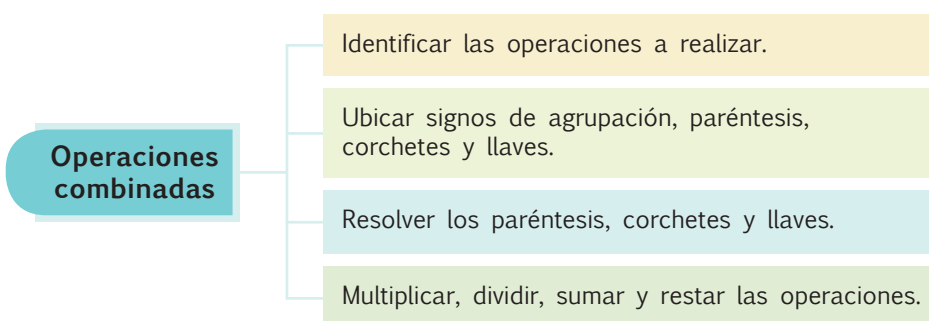 Operaciones
combinadas
Identificar las operaciones a realizar.
Ubicar signos de agrupación, paréntesis,
corchetes y llaves.
Resolver los paréntesis, corchetes y llaves.
Multiplicar, dividir, sumar y restar las operaciones.